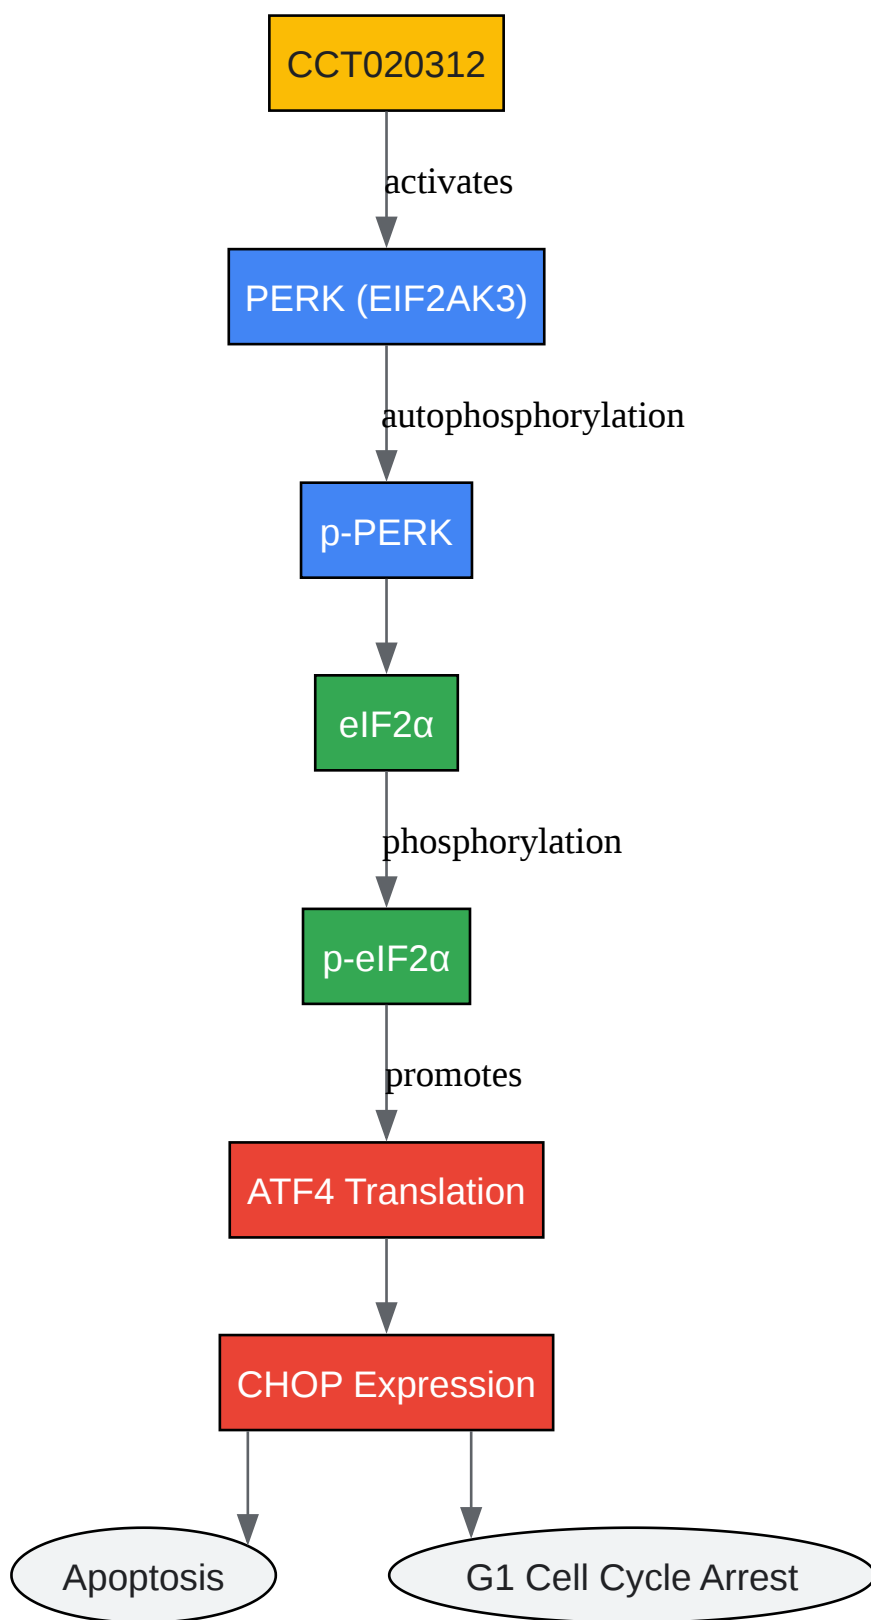 CCT020312
activates
PERK (EIF2AK3)
autophosphorylation
p-PERK
eIF2α
phosphorylation
p-eIF2α
promotes
ATF4 Translation
CHOP Expression
Apoptosis
G1 Cell Cycle Arrest